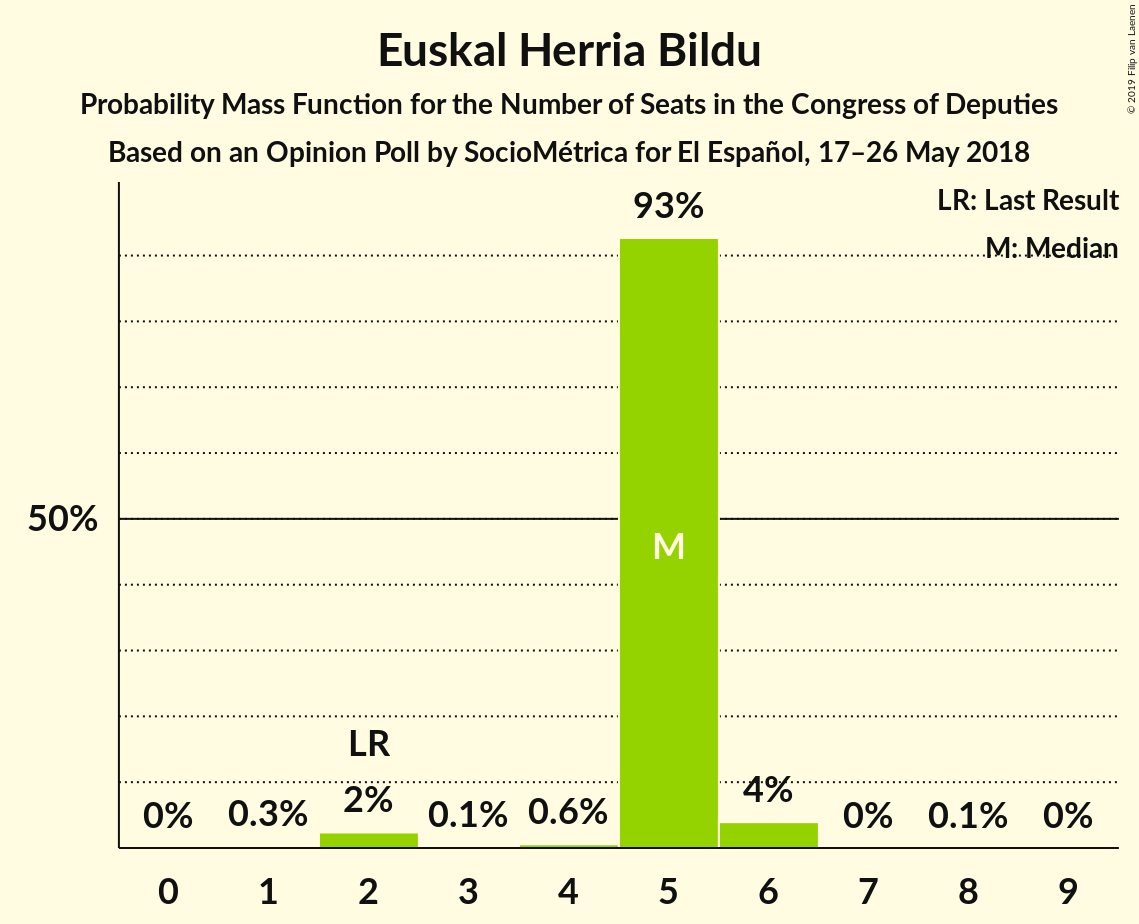 Euskal Herria Bildu
Probability Mass Function for the Number of Seats in the Congress of Deputies
Based on an Opinion Poll by SocioMétrica for El Español, 17–26 May 2018
© 2019 Filip van Laenen
LR: Last Result
M: Median
93%
50%
M
LR
0%
0.3%
2%
0.1%
0.6%
4%
0%
0.1%
0%
0 1 2 3 4 5 6 7 8 9